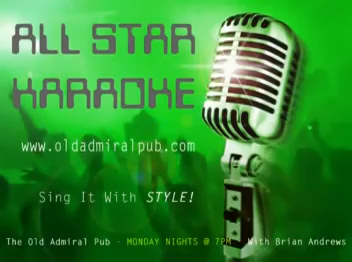 ALL STAR
KARAOKE
www.oldadmiralpub.com
Sing It With STYLE!
The Old Admiral Pub - MONDAY NIGHTS @ 7PM - With Brian Andrews